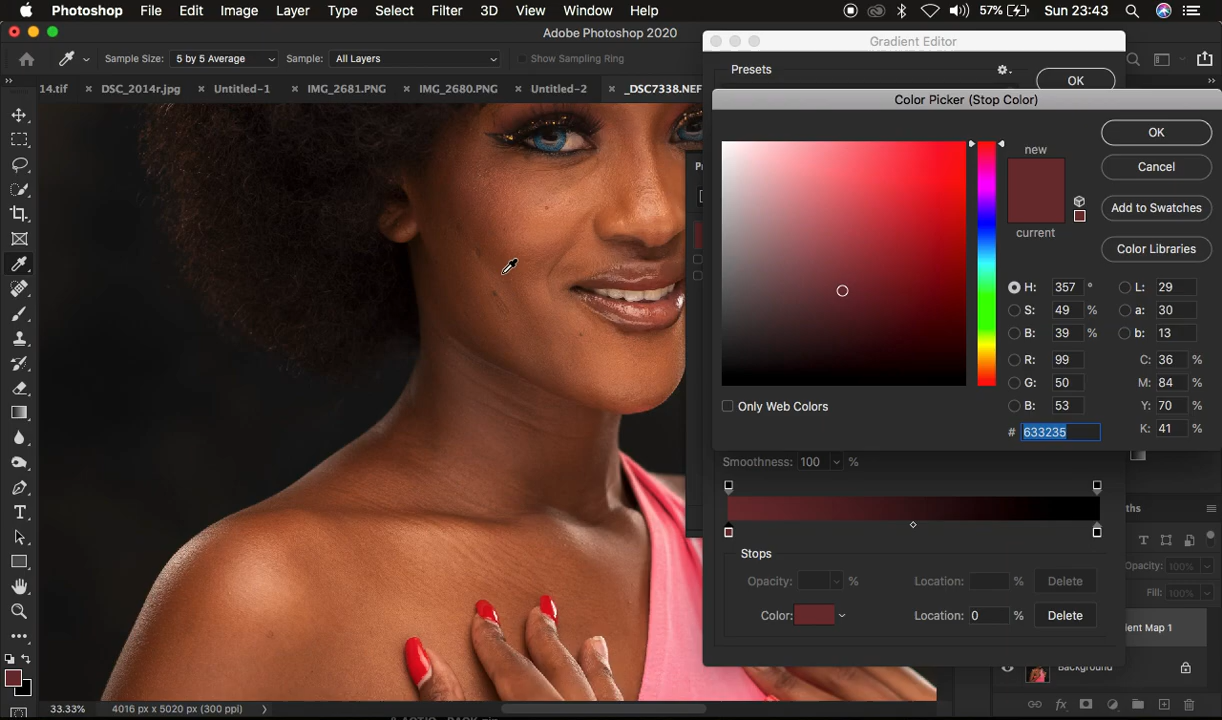 Photoshop File Edit Image Layer Type Select Filter 3D View Window Help 57% Sun 23:43
Adobe Photoshop 2020
Gradient Editor
Sample Size: 5 by 5 Average Sample: All Layers Show Sampling Ring
Presets
OK
14.tif × DSC_2014r.jpg × Untitled-1 × IMG_2681.PNG × IMG_2680.PNG × Untitled-2 × _DSC7338.NEF
Color Picker (Stop Color)
new
current
OK
Cancel
Add to Swatches
Color Libraries
H: 357 ° L: 29
S: 49 % a: 30
B: 39 % b: 13
R: 99 C: 36 %
G: 50 M: 84 %
B: 53 Y: 70 %
# 633235 K: 41 %
Only Web Colors
Smoothness: 100 %
ths
Stops
Opacity: % Location: % Delete
Color: Location: 0 % Delete
Opacity: 100%
Fill: 100%
ient Map 1
Background
T
33.33% 4016 px x 5020 px (300 ppi)